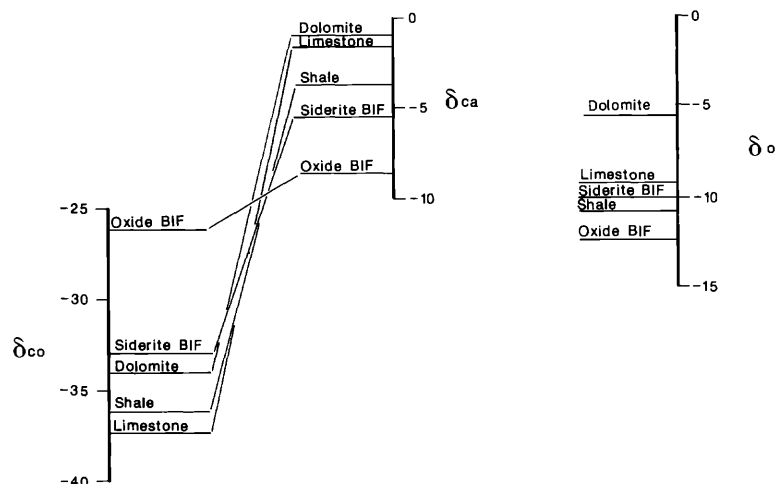 0
Dolomite
Limestone
Shale
-5
δca
Siderite BIF
Oxide BIF
-10
-25
Oxide BIF
-30
δco
Siderite BIF
Dolomite
-35
Shale
Limestone
-40
0
-5
Dolomite
δo
Limestone
Siderite BIF
-10
Shale
Oxide BIF
-15